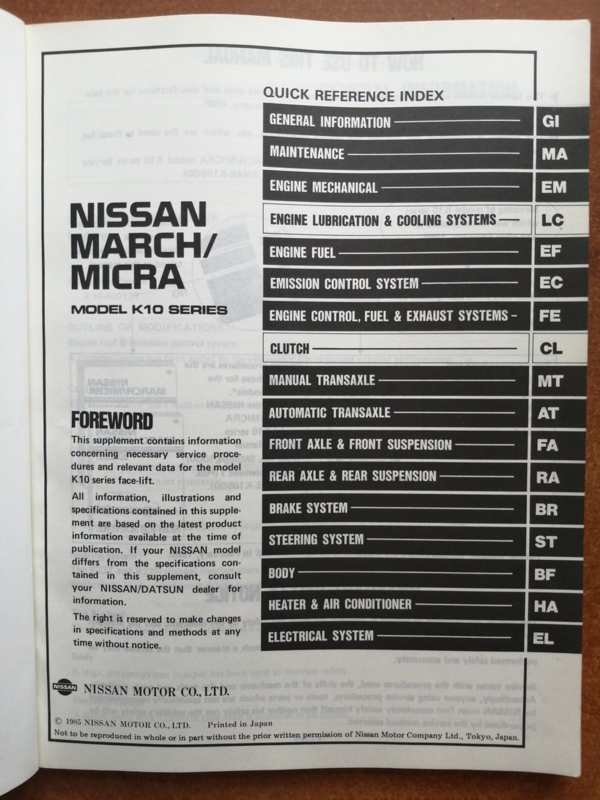 QUICK REFERENCE INDEX
GENERAL INFORMATION GI
MAINTENANCE MA
ENGINE MECHANICAL EM
ENGINE LUBRICATION & COOLING SYSTEMS LC
ENGINE FUEL EF
EMISSION CONTROL SYSTEM EC
ENGINE CONTROL, FUEL & EXHAUST SYSTEMS FE
CLUTCH CL
MANUAL TRANSAXLE MT
AUTOMATIC TRANSAXLE AT
FRONT AXLE & FRONT SUSPENSION FA
REAR AXLE & REAR SUSPENSION RA
BRAKE SYSTEM BR
STEERING SYSTEM ST
BODY BF
HEATER & AIR CONDITIONER HA
ELECTRICAL SYSTEM EL
NISSAN
MARCH/
MICRA
MODEL K10 SERIES
FOREWORD
This supplement contains information
concerning necessary service proce-
dures and relevant data for the model
K10 series face-lift.
All information, illustrations and
specifications contained in this supple-
ment are based on the latest product
information available at the time of
publication. If your NISSAN model
differs from the specifications con-
tained in this supplement, consult
your NISSAN/DATSUN dealer for
information.
The right is reserved to make changes
in specifications and methods at any
time without notice.
NISSAN NISSAN MOTOR CO., LTD.
© 1985 NISSAN MOTOR CO., LTD. Printed in Japan
Not to be reproduced in whole or in part without the prior written permission of Nissan Motor Company Ltd., Tokyo, Japan.